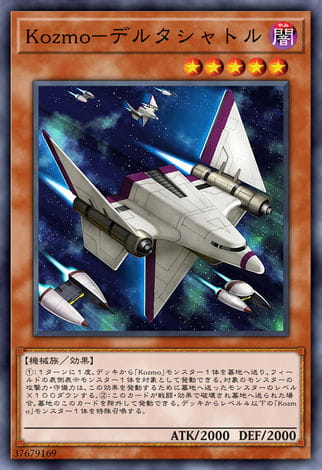 Kozmo－デルタシャトル
闇
やみ
【機械族／効果】
①：１ターンに１度、デッキから「Kozmo」モンスター１体を墓地へ送り、フィ
ールドの表側表示モンスター１体を対象として発動できる。対象のモンスターの
攻撃力・守備力は、この効果を発動するために墓地へ送ったモンスターのレベル
×１００ダウンする。②：このカードが戦闘・効果で破壊され墓地へ送られた場
合、墓地のこのカードを除外して発動できる。デッキからレベル４以下の「Kozm
o」モンスター１体を特殊召喚する。
ATK/2000 DEF/2000
37679169